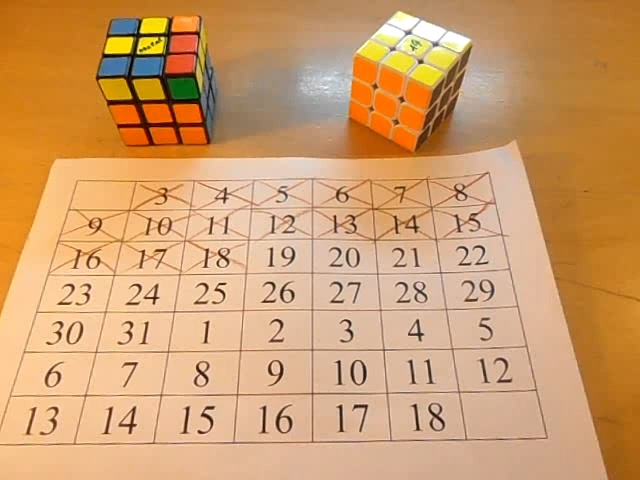 3 4 5 6 7 8
9 10 11 12 13 14 15
16 17 18 19 20 21 22
23 24 25 26 27 28 29
30 31 1 2 3 4 5
6 7 8 9 10 11 12
13 14 15 16 17 18